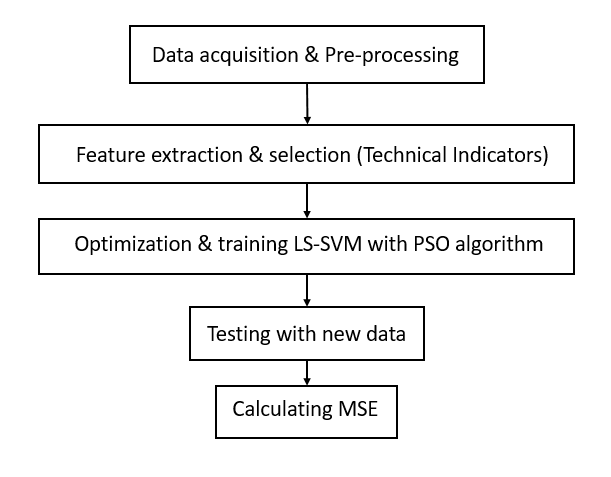 Data acquisition & Pre-processing
Feature extraction & selection (Technical Indicators)
Optimization & training LS-SVM with PSO algorithm
Testing with new data
Calculating MSE